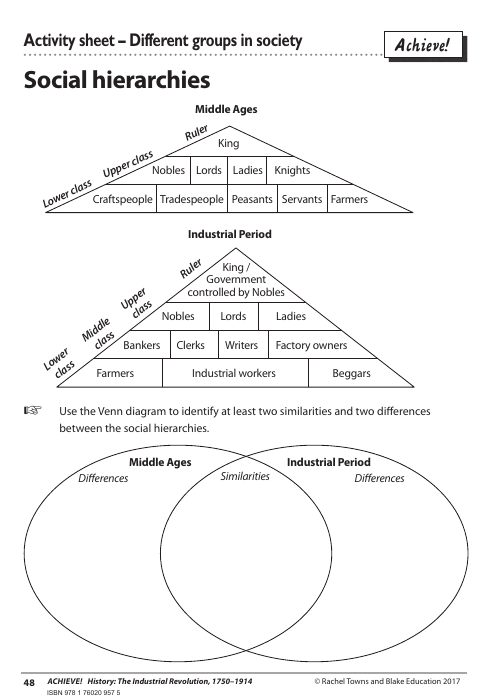 Activity sheet – Different groups in society
Achieve!
Social hierarchies
Middle Ages
Ruler
King
Upper class
Nobles Lords Ladies Knights
Lower class
Craftspeople Tradespeople Peasants Servants Farmers
Industrial Period
Ruler
King /
Government
controlled by Nobles
Upper
class
Nobles Lords Ladies
Middle
class
Bankers Clerks Writers Factory owners
Lower
class
Farmers Industrial workers Beggars
Use the Venn diagram to identify at least two similarities and two differences
between the social hierarchies.
Middle Ages Industrial Period
Differences Similarities Differences
48 ACHIEVE! History: The Industrial Revolution, 1750–1914 © Rachel Towns and Blake Education 2017
ISBN 978 1 76020 957 5